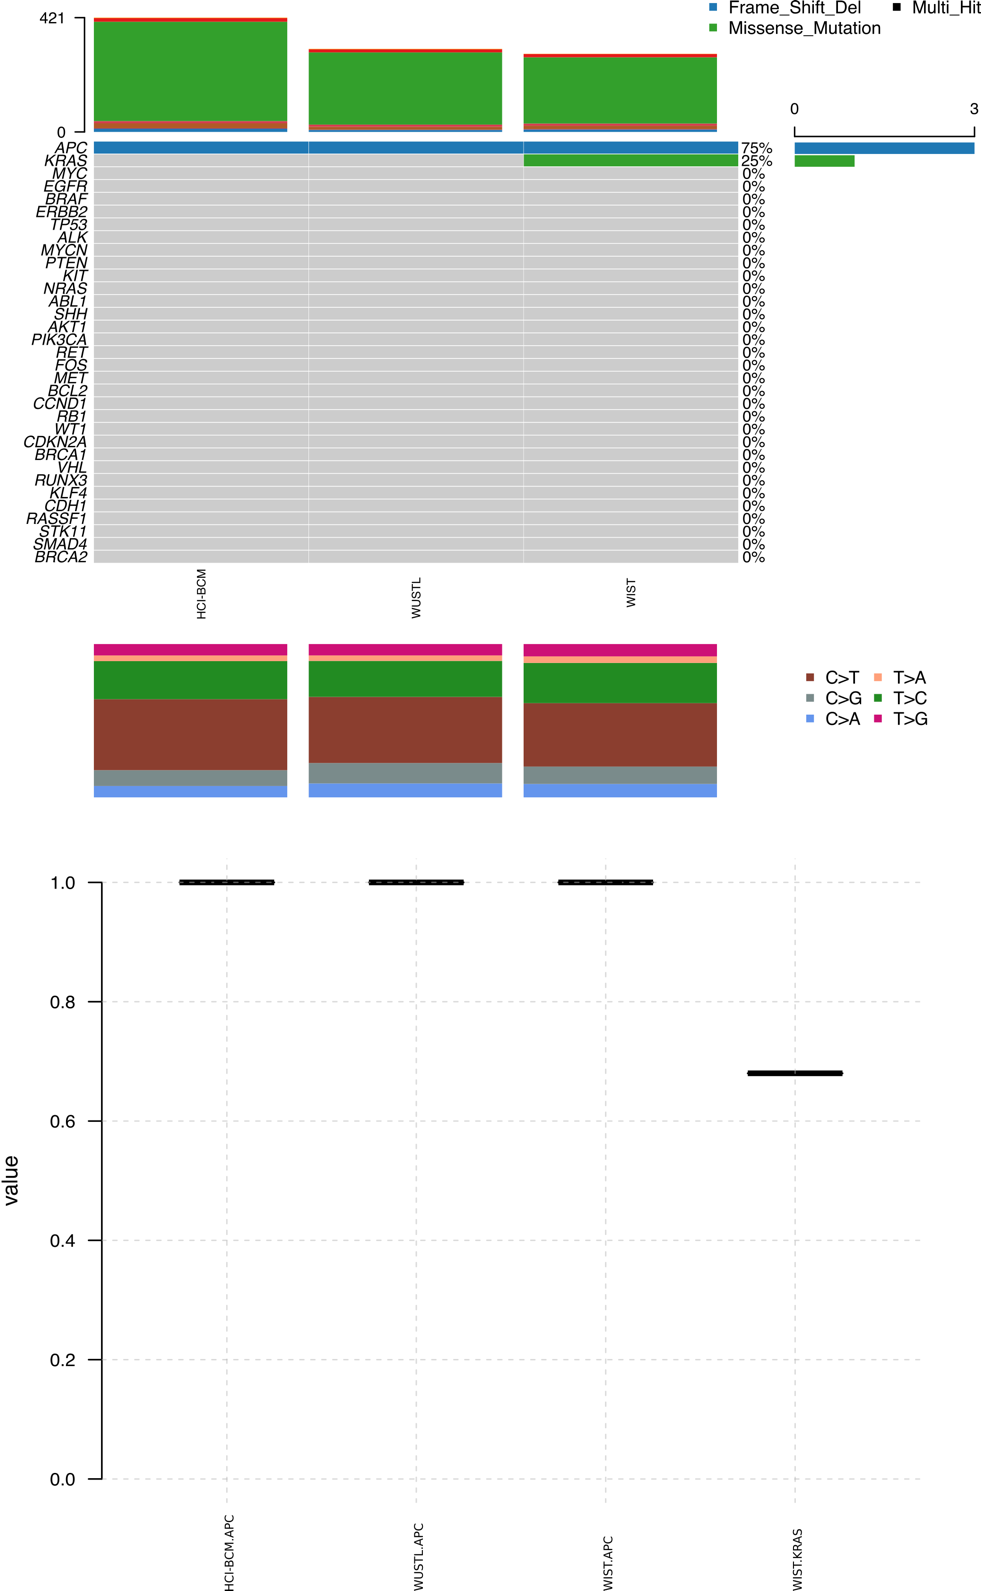 421
0
Frame_Shift_Del
Multi_Hit
Missense_Mutation
0 3
APC 75%
KRAS 25%
MYC 0%
EGFR 0%
BRAF 0%
ERBB2 0%
TP53 0%
ALK 0%
MYCN 0%
PTEN 0%
KIT 0%
NRAS 0%
ABL1 0%
SHH 0%
AKT1 0%
PIK3CA 0%
RET 0%
FOS 0%
MET 0%
BCL2 0%
CCND1 0%
RB1 0%
WT1 0%
CDKN2A 0%
BRCA1 0%
VHL 0%
RUNX3 0%
KLF4 0%
CDH1 0%
RASSF1 0%
STK11 0%
SMAD4 0%
BRCA2 0%
HCI-BCM
WUSTL
WIST
C>T T>A
C>G T>C
C>A T>G
1.0
0.8
0.6
0.4
0.2
0.0
value
HCI-BCM.APC
WUSTL.APC
WIST.APC
WIST.KRAS